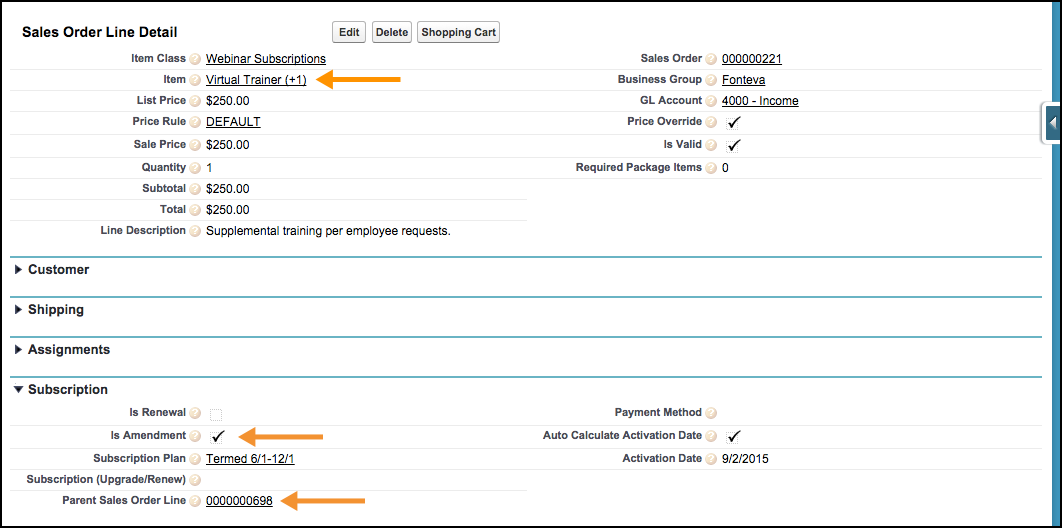 Sales Order Line Detail Edit Delete Shopping Cart
Item Class ? Webinar Subscriptions Sales Order ? 000000221
Item ? Virtual Trainer (+1) Business Group ? Fonteva
List Price ? $250.00 GL Account ? 4000 - Income
Price Rule ? DEFAULT Price Override ?
Sale Price ? $250.00 Is Valid ?
Quantity ? 1 Required Package Items ? 0
Subtotal ? $250.00
Total ? $250.00
Line Description ? Supplemental training per employee requests.
Customer
Shipping
Assignments
Subscription
Is Renewal ? Payment Method ?
Is Amendment ? Auto Calculate Activation Date ?
Subscription Plan ? Termed 6/1-12/1 Activation Date ? 9/2/2015
Subscription (Upgrade/Renew) ?
Parent Sales Order Line ? 0000000698